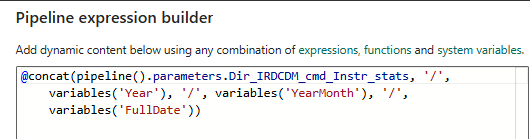 Pipeline expression builder
Add dynamic content below using any combination of expressions, functions and system variables.
@concat(pipeline().parameters.Dir_IRDCDM_cmd_Instr_stats, '/',
variables('Year'), '/', variables('YearMonth'), '/',
variables('FullDate'))